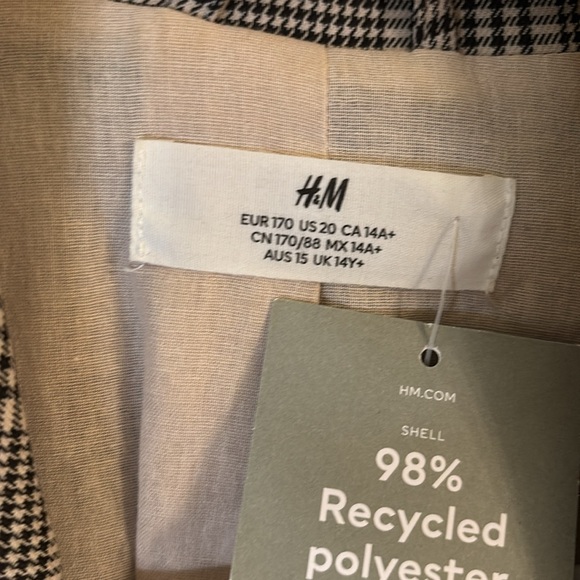 H&M
EUR 170 US 20 CA 14A+
CN 170/88 MX 14A+
AUS 15 UK 14Y+
HM.COM
SHELL
98%
Recycled
polyester